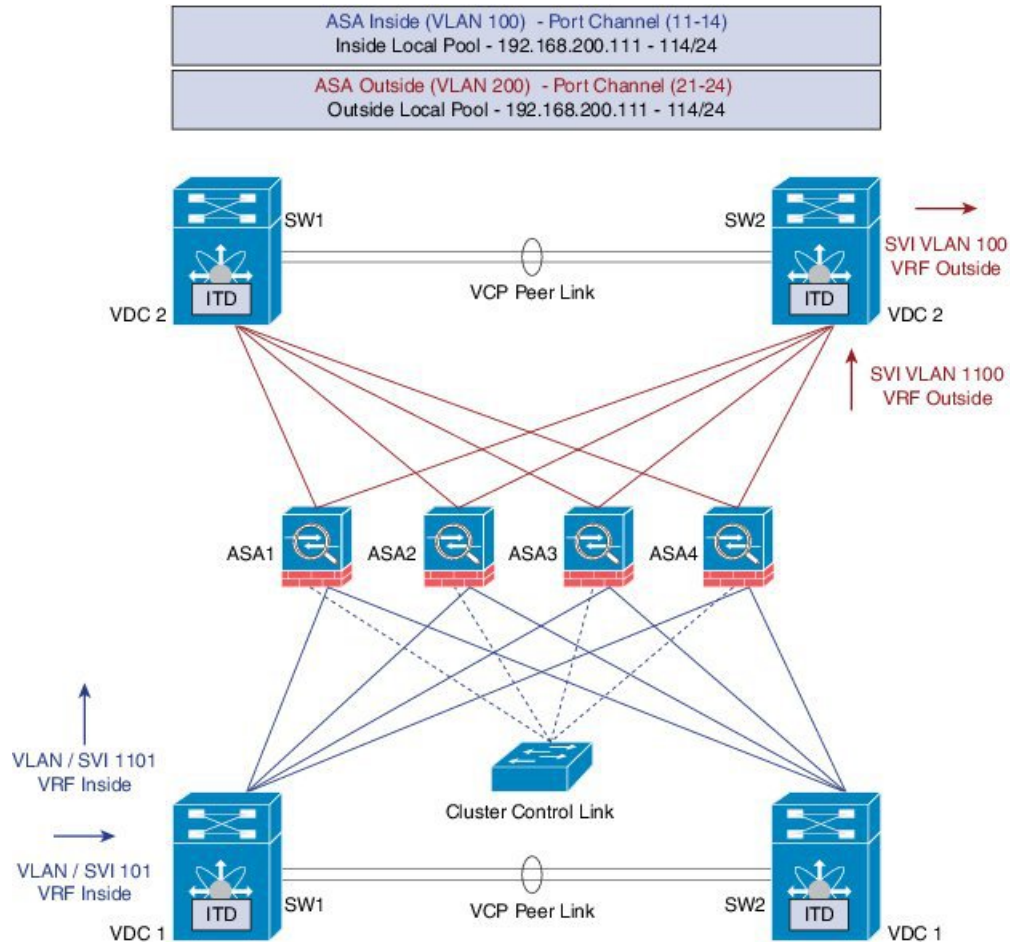 ASA Inside (VLAN 100) - Port Channel (11-14)
Inside Local Pool - 192.168.200.111 - 114/24
ASA Outside (VLAN 200) - Port Channel (21-24)
Outside Local Pool - 192.168.200.111 - 114/24
SW1
SW2
VCP Peer Link
ITD
ITD
VDC 2
VDC 2
SVI VLAN 100
VRF Outside
SVI VLAN 1100
VRF Outside
ASA1
ASA2
ASA3
ASA4
VLAN / SVI 1101
VRF Inside
Cluster Control Link
VLAN / SVI 101
VRF Inside
SW1
VCP Peer Link
SW2
ITD
ITD
VDC 1
VDC 1